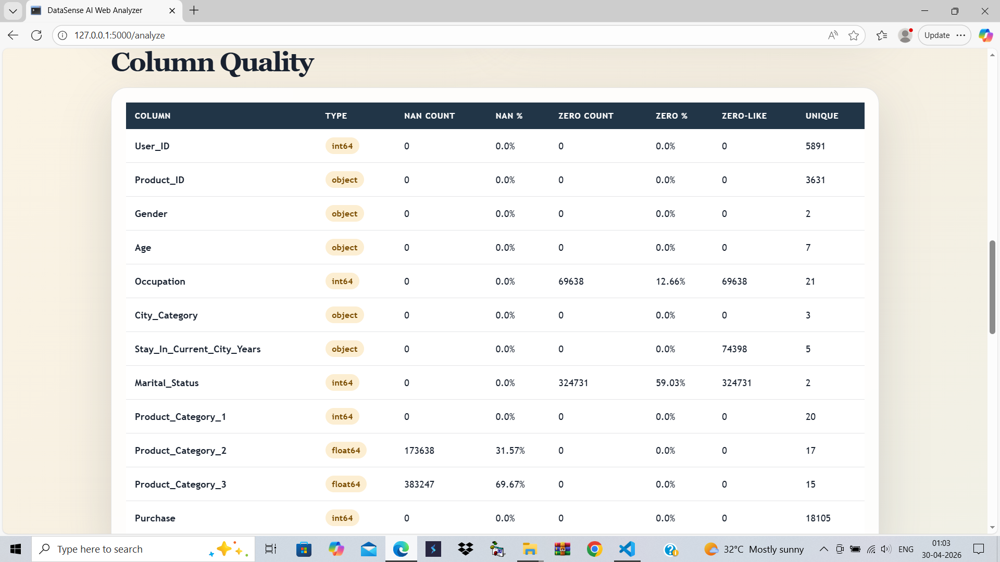 DataSense AI Web Analyzer
127.0.0.1:5000/analyze
Update
Column Quality
COLUMN TYPE NAN COUNT NAN % ZERO COUNT ZERO % ZERO-LIKE UNIQUE
User_ID int64 0 0.0% 0 0.0% 0 5891
Product_ID object 0 0.0% 0 0.0% 0 3631
Gender object 0 0.0% 0 0.0% 0 2
Age object 0 0.0% 0 0.0% 0 7
Occupation int64 0 0.0% 69638 12.66% 69638 21
City_Category object 0 0.0% 0 0.0% 0 3
Stay_In_Current_City_Years object 0 0.0% 0 0.0% 74398 5
Marital_Status int64 0 0.0% 324731 59.03% 324731 2
Product_Category_1 int64 0 0.0% 0 0.0% 0 20
Product_Category_2 float64 173638 31.57% 0 0.0% 0 17
Product_Category_3 float64 383247 69.67% 0 0.0% 0 15
Purchase int64 0 0.0% 0 0.0% 0 18105
Type here to search
32°C Mostly sunny
ENG
01:03
30-04-2026